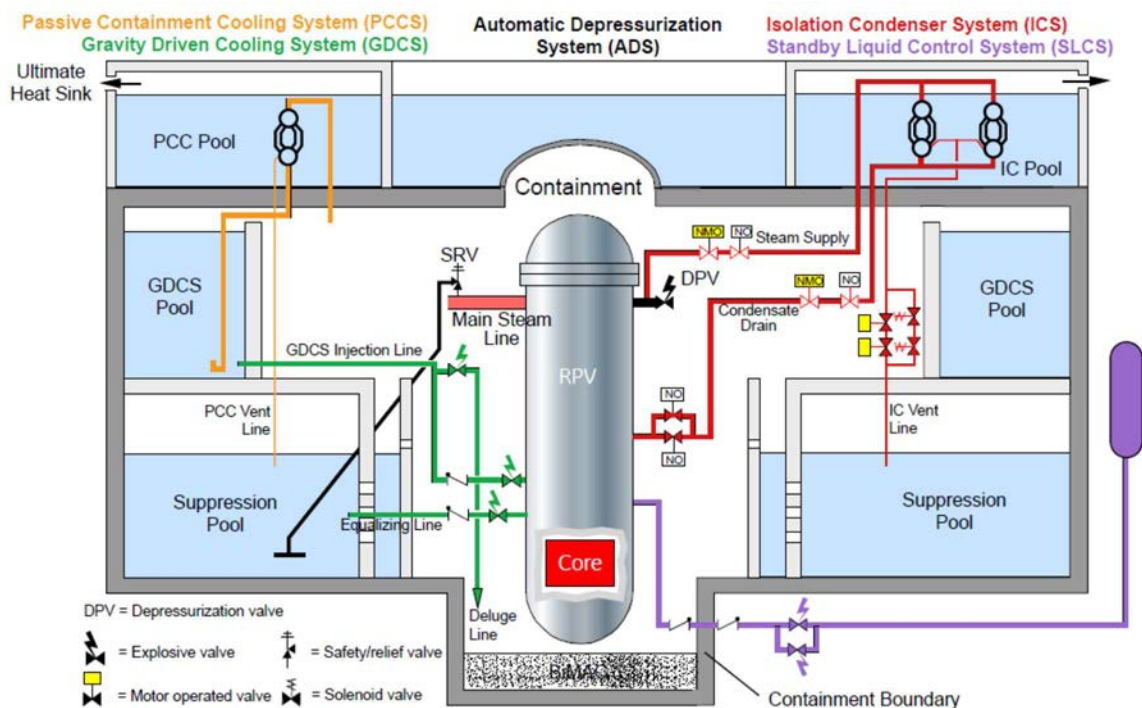 Passive Containment Cooling System (PCCS)
Gravity Driven Cooling System (GDCS)
Automatic Depressurization
System (ADS)
Isolation Condenser System (ICS)
Standby Liquid Control System (SLCS)
Ultimate
Heat Sink
PCC Pool
IC Pool
Containment
NMO
NO
Steam Supply
SRV
DPV
GDCS
Pool
Main Steam
Line
NMO
NO
Condensate
Drain
GDCS
Pool
GDCS Injection Line
RPV
NO
NO
PCC Vent
Line
IC Vent
Line
Suppression
Pool
Equalizing Line
Suppression
Pool
Core
Deluge
Line
BiMAC
DPV = Depressurization valve
= Explosive valve
= Safety/relief valve
= Motor operated valve
= Solenoid valve
Containment Boundary